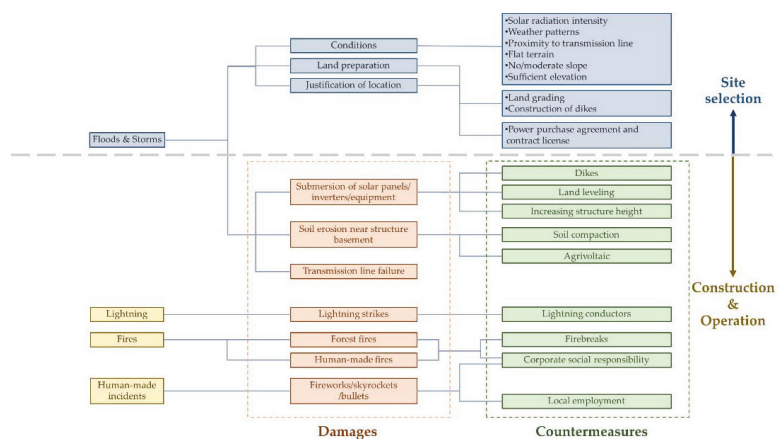 •Solar radiation intensity
•Weather patterns
•Proximity to transmission line
•Flat terrain
•No/moderate slope
•Sufficient elevation
Conditions
Land preparation
Justification of location
•Land grading
•Construction of dikes
•Power purchase agreement and
contract license
Floods & Storms
Site
selection
Submersion of solar panels/
inverters/equipment
Dikes
Land leveling
Increasing structure height
Soil erosion near structure
basement
Soil compaction
Agrivoltaic
Transmission line failure
Construction
&
Operation
Lightning
Lightning strikes
Lightning conductors
Fires
Forest fires
Human-made fires
Firebreaks
Corporate social responsibility
Human-made
incidents
Fireworks/skyrockets
/bullets
Local employment
Damages
Countermeasures